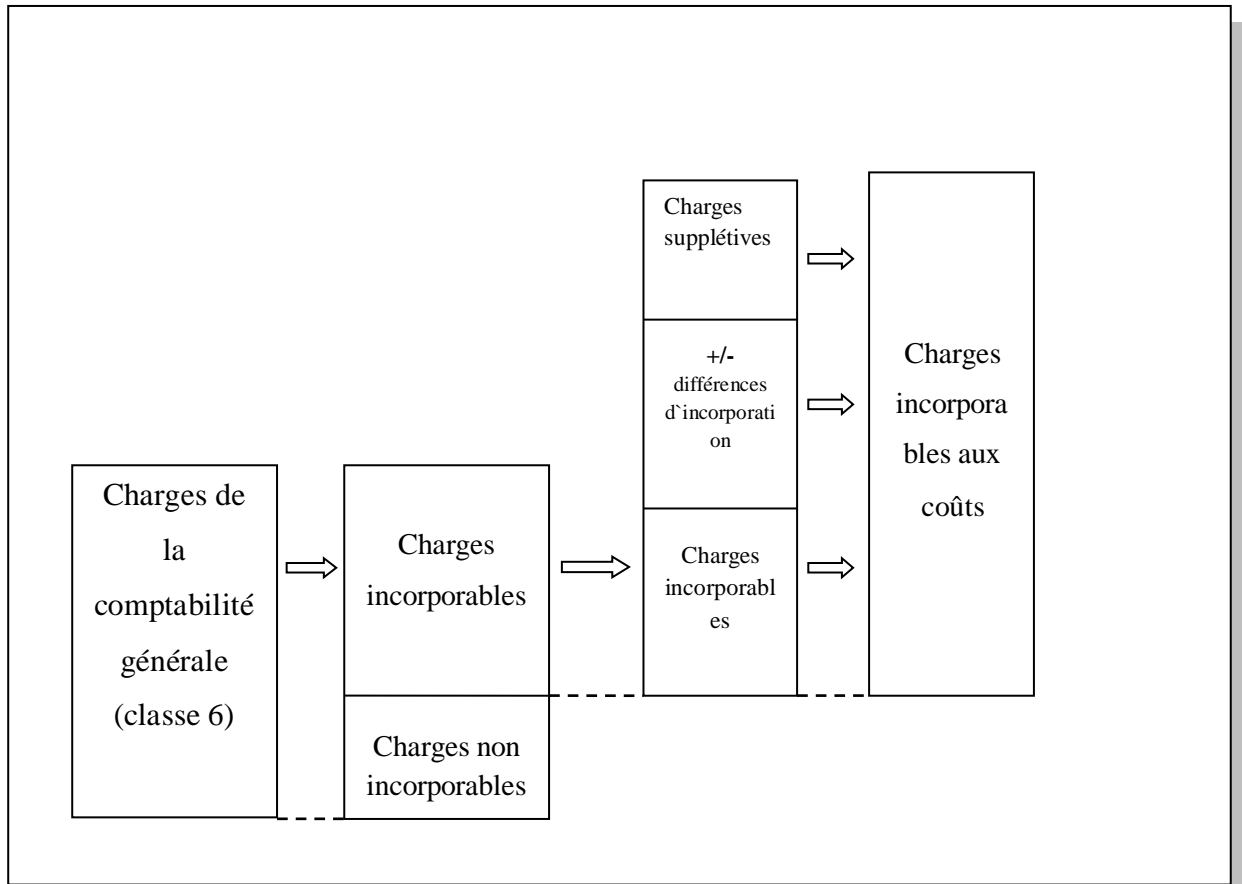 Charges
supplétives
+/-
différences
d`incorporati
on
Charges
incorporabl
es
Charges
incorpora
bles aux
coûts
Charges de
la
comptabilité
générale
(classe 6)
Charges
incorporables
Charges non
incorporables